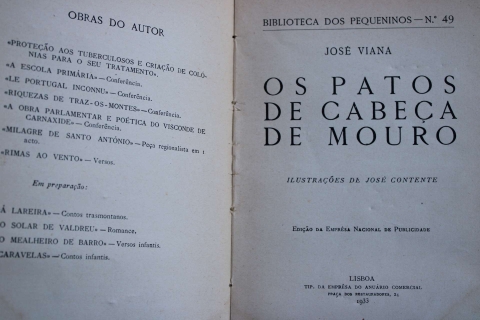 OBRAS DO AUTOR
«PROTEÇÃO AOS TUBERCULOSOS E CRIAÇÃO DE COLO-
NIAS PARA O SEU TRATAMENTO».
«A ESCOLA PRIMÁRIA» — Conferência.
«LE PORTUGAL INCONNU» — Conferência.
«RIQUEZAS DE TRAZ-OS-MONTES» — Conferência.
«A OBRA PARLAMENTAR E POÉTICA DO VISCONDE DE
CARNAXIDE» — Conferência.
«MILAGRE DE SANTO ANTÓNIO» — Peça regionalista em 1
acto.
«RIMAS AO VENTO» — Versos.
Em preparação:
Á LAREIRA» — Contos trasmontanos.
O SOLAR DE VALDREU» — Romance.
O MEALHEIRO DE BARRO» — Versos infantis.
CARAVELAS» — Contos infantis.
BIBLIOTECA DOS PEQUENINOS — N.º 49
JOSÉ VIANA
OS PATOS
DE CABEÇA
DE MOURO
ILUSTRAÇÕES DE JOSÉ CONTENTE
EDIÇÃO DA EMPRÊSA NACIONAL DE PUBLICIDADE
LISBOA
TIP. DA EMPRÊSA DO ANUÁRIO COMERCIAL
PRAÇA DOS RESTAURADORES, 24
1933